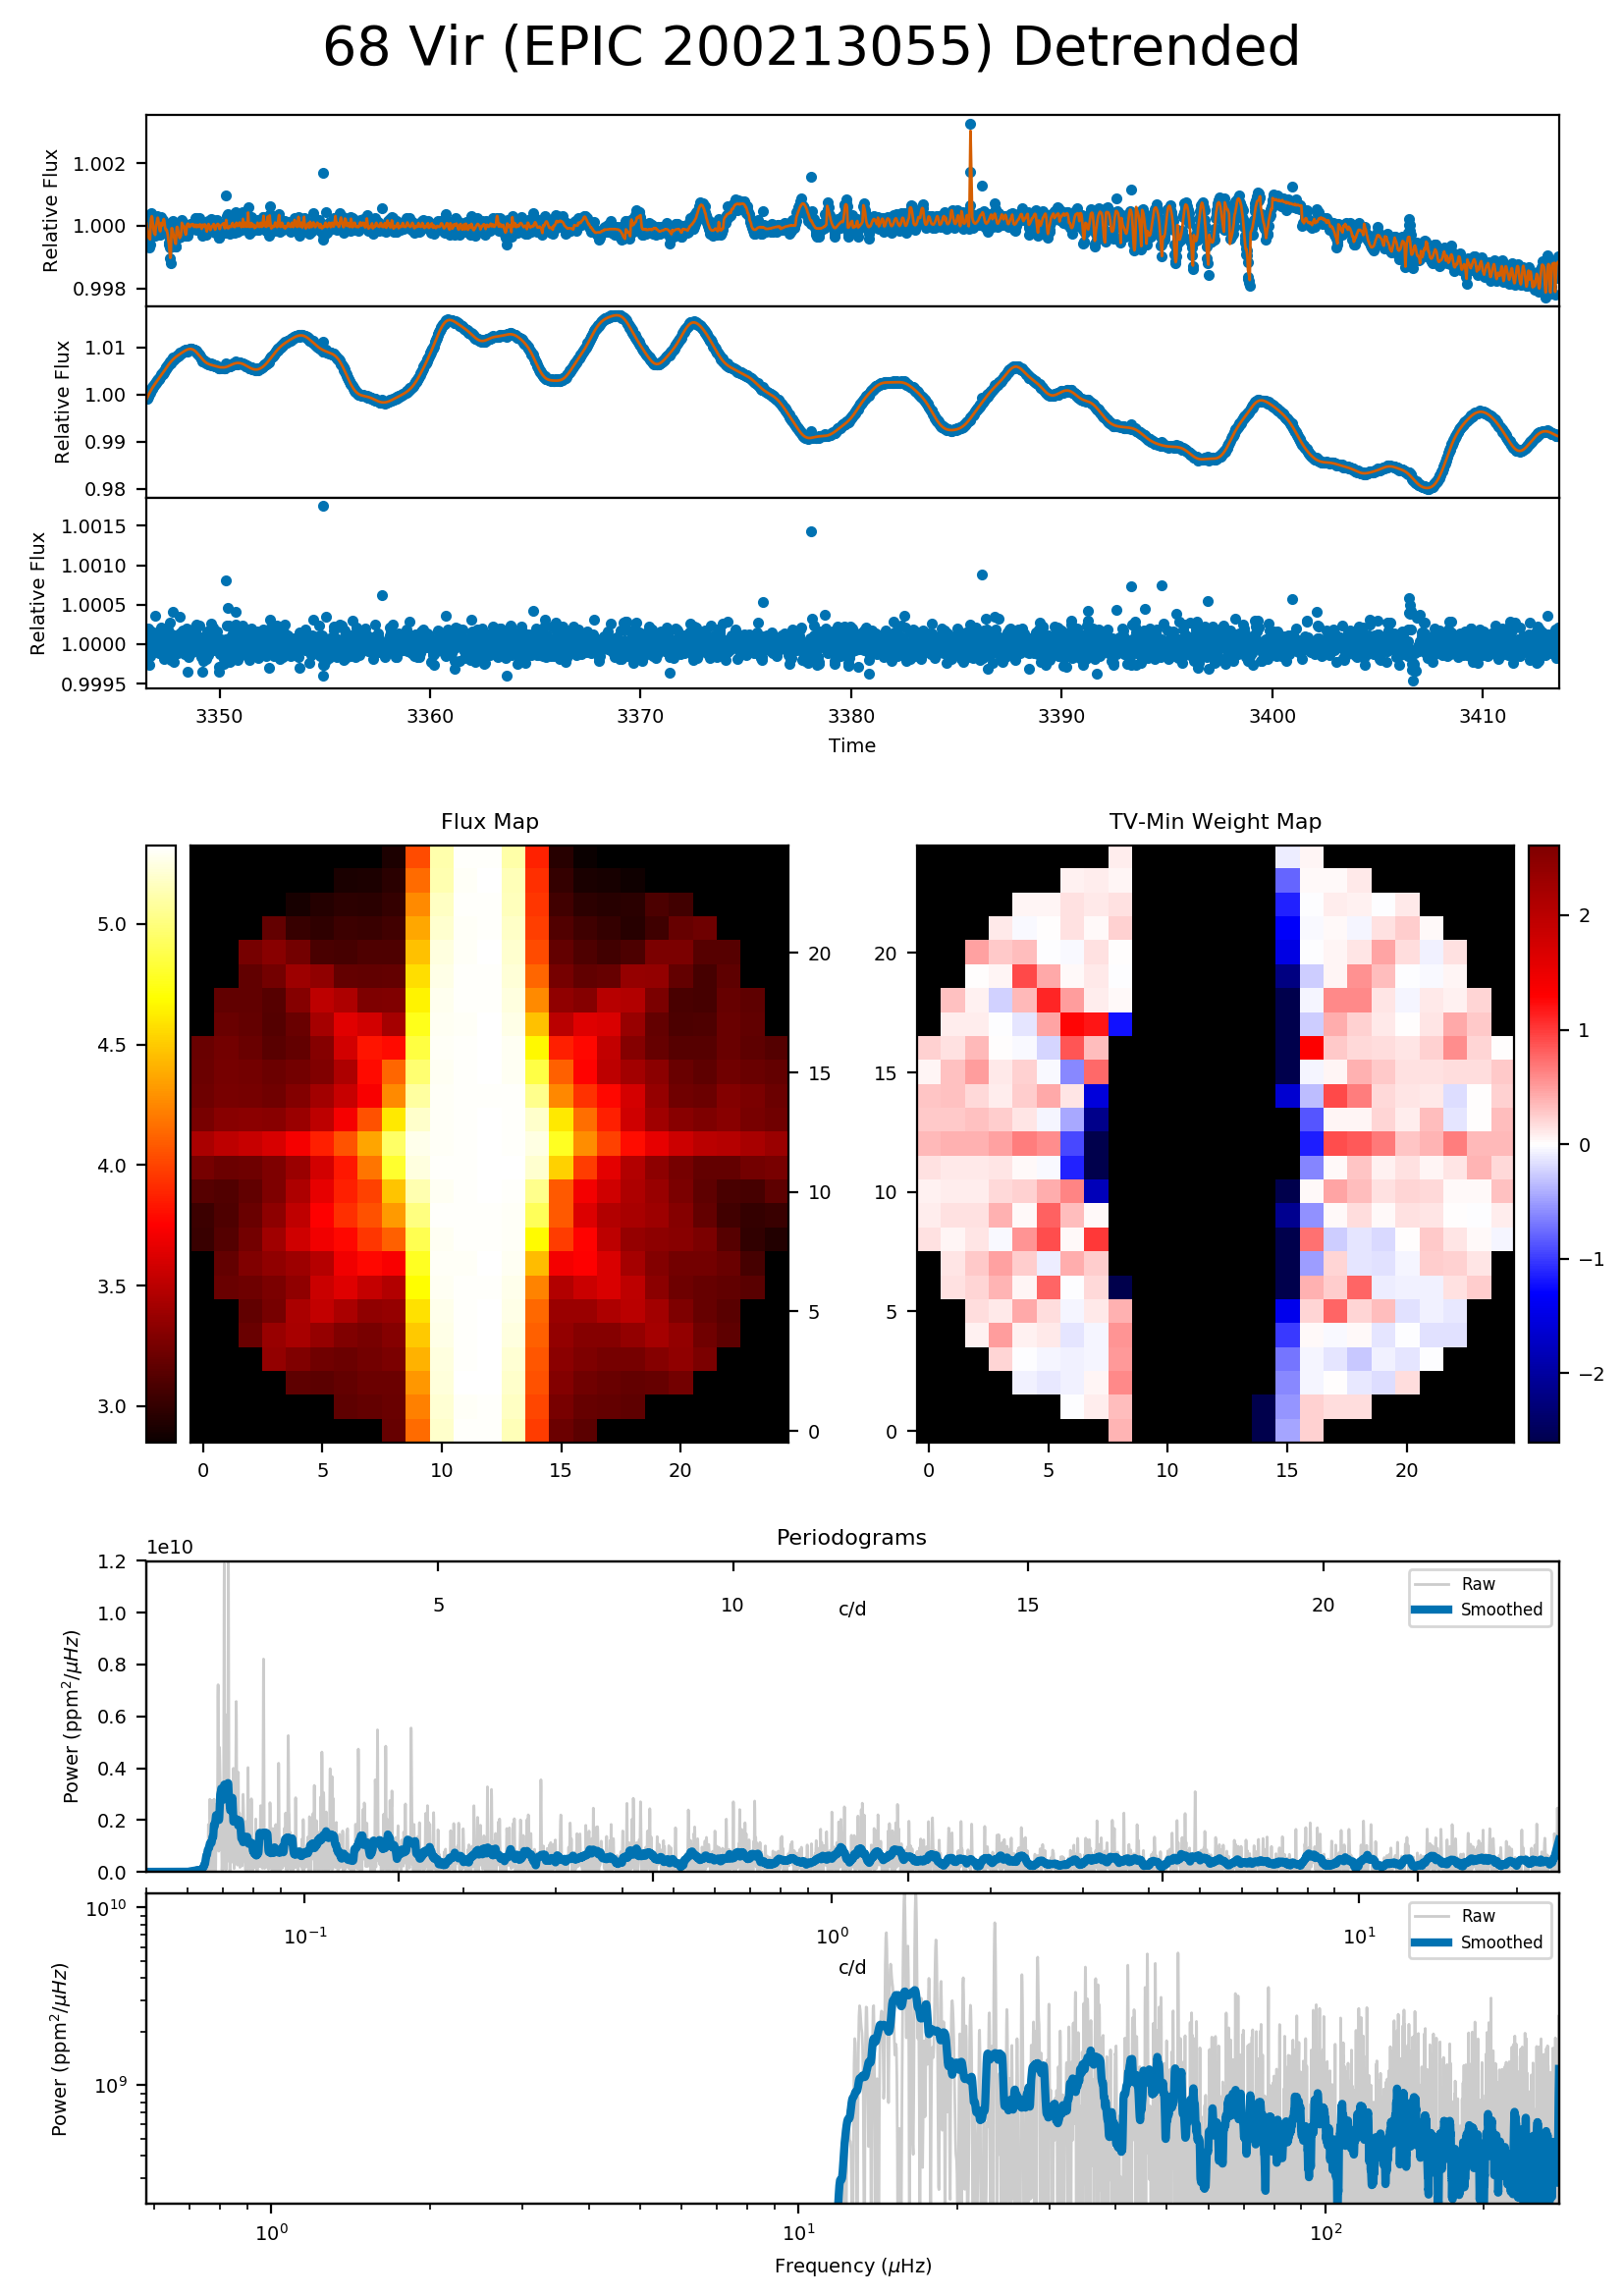 68 Vir (EPIC 200213055) Detrended
Relative Flux
1.002
1.000
0.998
Relative Flux
1.01
1.00
0.99
0.98
Relative Flux
1.0015
1.0010
1.0005
1.0000
0.9995
3350 3360 3370 3380 3390 3400 3410
Time
Flux Map
5.0
4.5
4.0
3.5
3.0
20
15
10
5
0
0 5 10 15 20
TV-Min Weight Map
20
15
10
5
0
0 5 10 15 20
2
1
0
−1
−2
Periodograms
1e10
Power (ppm²/μHz)
1.2
1.0
0.8
0.6
0.4
0.2
0.0
5 10 15 20
c/d
Raw
Smoothed
Power (ppm²/μHz)
10¹⁰
10⁹
10⁻¹ 10⁰ 10¹
c/d
Raw
Smoothed
10⁰ 10¹ 10²
Frequency (μHz)